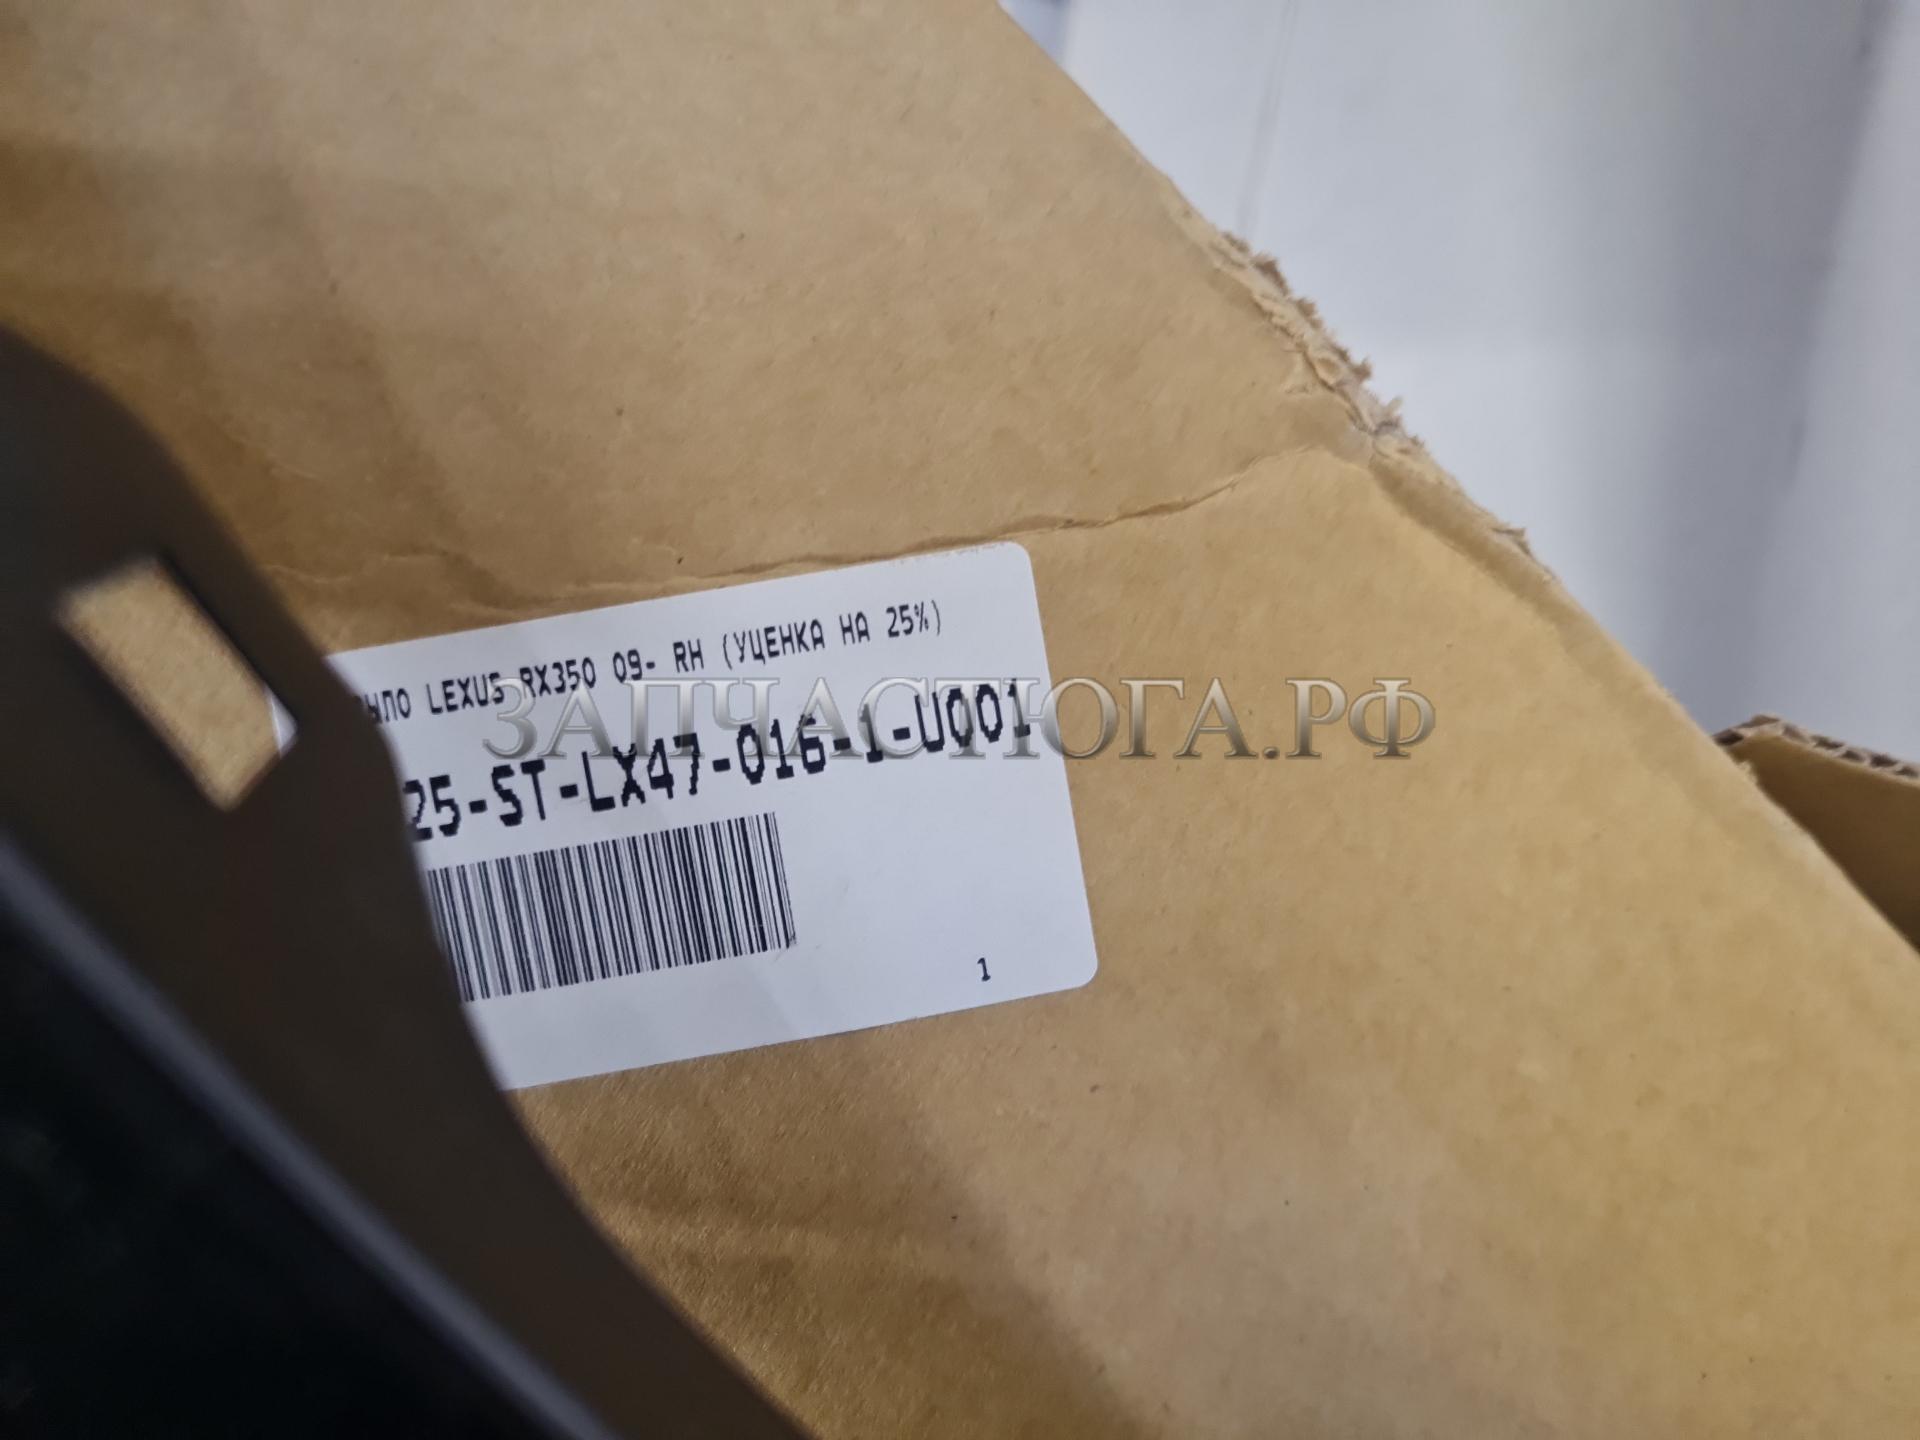 ЫЛО LEXUS RX350 09- RH (УЦЕНКА НА 25%)
25-ST-LX47-016-1-U001
ЗАПЧАСТЮГА.РФ
1